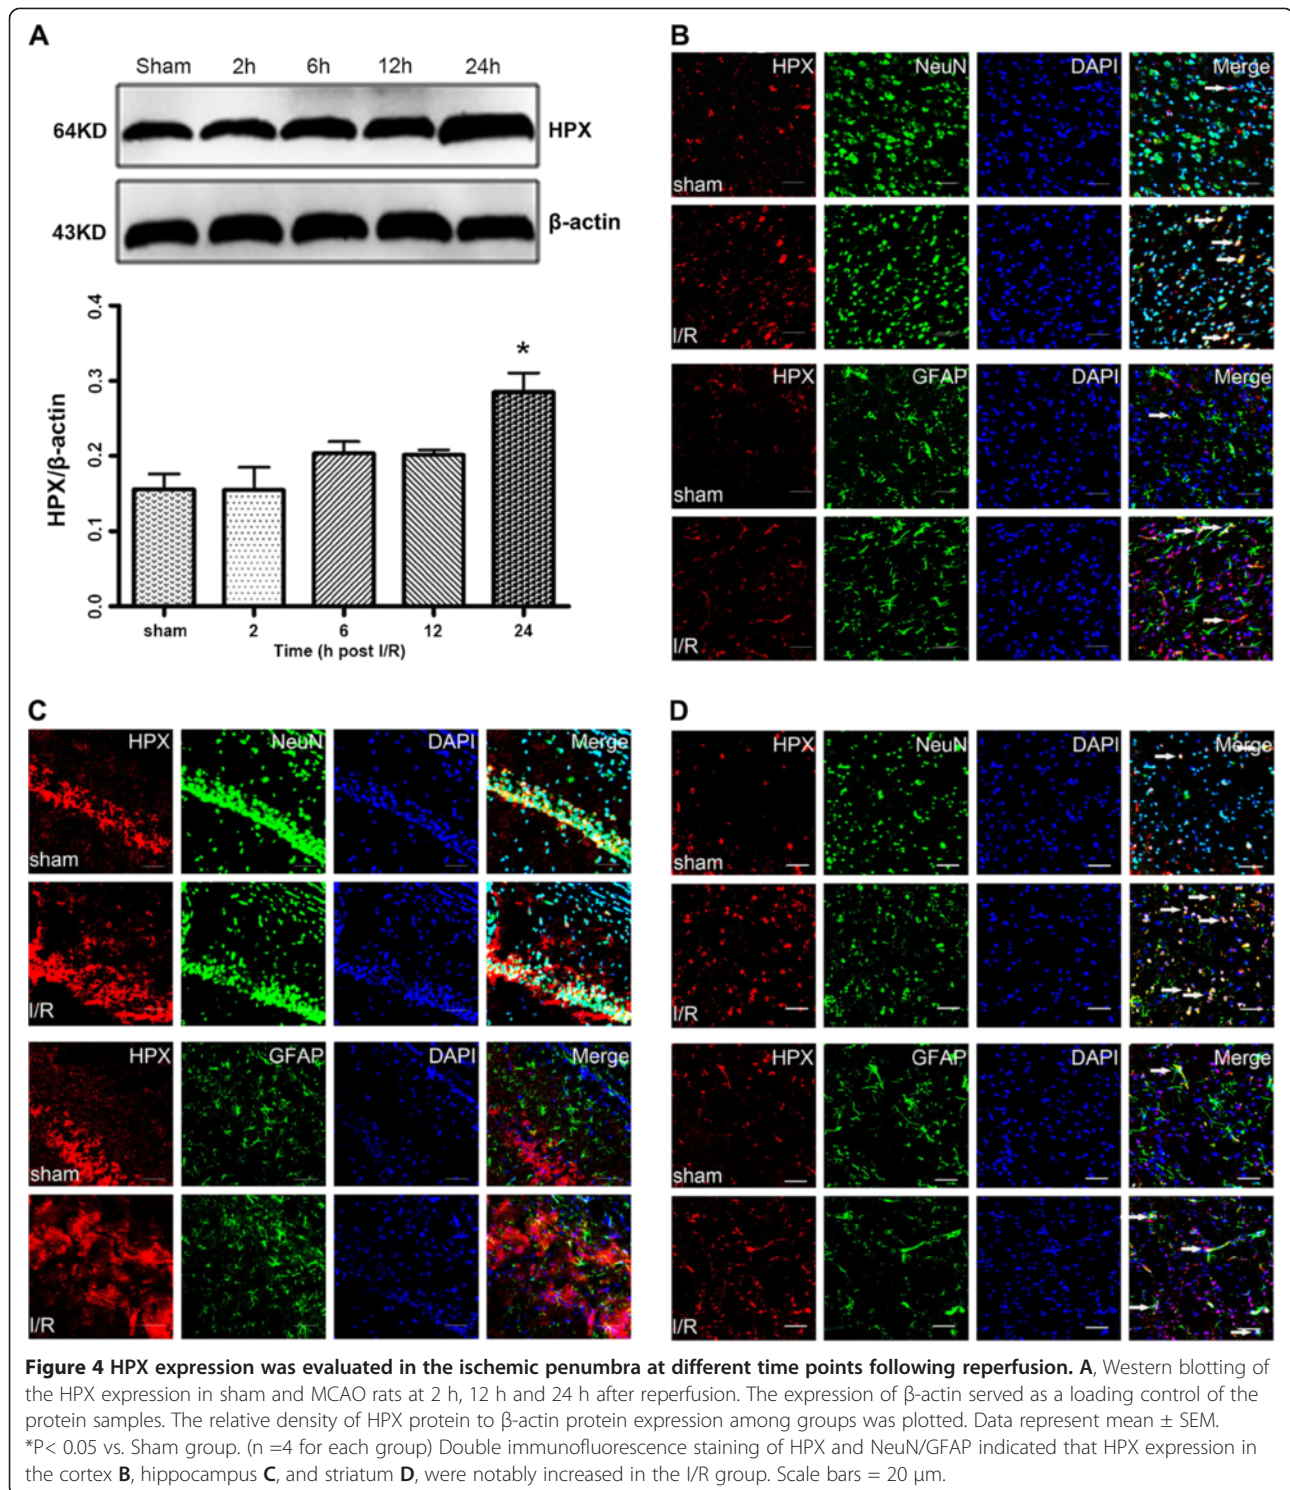 A
Sham 2h 6h 12h 24h
64KD HPX
43KD β-actin
0.4
0.3
0.2
0.1
0.0
HPX/β-actin
*
sham 2 6 12 24
Time (h post I/R)
B
HPX NeuN DAPI Merge
sham
I/R
HPX GFAP DAPI Merge
sham
I/R
C
HPX NeuN DAPI Merge
sham
I/R
HPX GFAP DAPI Merge
sham
I/R
D
HPX NeuN DAPI Merge
sham
I/R
HPX GFAP DAPI Merge
sham
I/R
Figure 4 HPX expression was evaluated in the ischemic penumbra at different time points following reperfusion. A, Western blotting of
the HPX expression in sham and MCAO rats at 2 h, 12 h and 24 h after reperfusion. The expression of β-actin served as a loading control of the
protein samples. The relative density of HPX protein to β-actin protein expression among groups was plotted. Data represent mean ± SEM.
*P< 0.05 vs. Sham group. (n =4 for each group) Double immunofluorescence staining of HPX and NeuN/GFAP indicated that HPX expression in
the cortex B, hippocampus C, and striatum D, were notably increased in the I/R group. Scale bars = 20 μm.